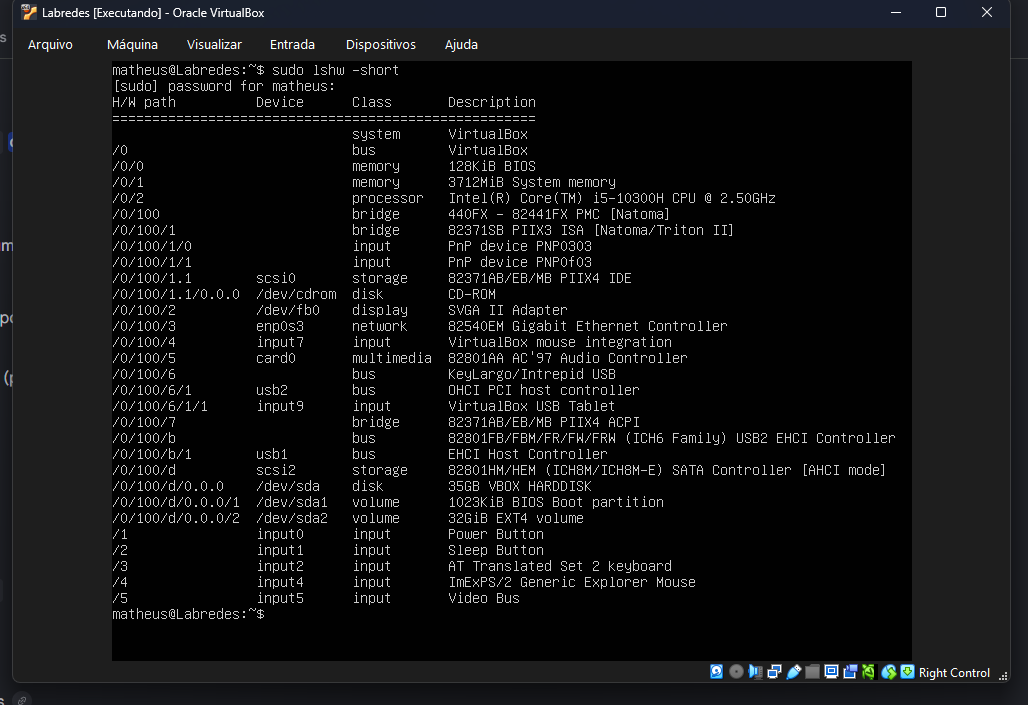 Labredes [Executando] - Oracle VirtualBox
Arquivo Máquina Visualizar Entrada Dispositivos Ajuda
matheus@Labredes:~$ sudo lshw -short
[sudo] password for matheus:
H/W path Device Class Description
=====================================================
system VirtualBox
/0 bus VirtualBox
/0/0 memory 128KiB BIOS
/0/1 memory 3712MiB System memory
/0/2 processor Intel(R) Core(TM) i5-10300H CPU @ 2.50GHz
/0/100 bridge 440FX - 82441FX PMC [Natoma]
/0/100/1 bridge 82371SB PIIX3 ISA [Natoma/Triton II]
/0/100/1/0 input PnP device PNP0303
/0/100/1/1 input PnP device PNP0f03
/0/100/1.1 scsi0 storage 82371AB/EB/MB PIIX4 IDE
/0/100/1.1/0.0.0 /dev/cdrom disk CD-ROM
/0/100/2 /dev/fb0 display SVGA II Adapter
/0/100/3 enp0s3 network 82540EM Gigabit Ethernet Controller
/0/100/4 input7 input VirtualBox mouse integration
/0/100/5 card0 multimedia 82801AA AC'97 Audio Controller
/0/100/6 bus KeyLargo/Intrepid USB
/0/100/6/1 usb2 bus OHCI PCI host controller
/0/100/6/1/1 input9 input VirtualBox USB Tablet
/0/100/7 bridge 82371AB/EB/MB PIIX4 ACPI
/0/100/b bus 82801FB/FBM/FR/FW/FRW (ICH6 Family) USB2 EHCI Controller
/0/100/b/1 usb1 bus EHCI Host Controller
/0/100/d scsi2 storage 82801HM/HEM (ICH8M/ICH8M-E) SATA Controller [AHCI mode]
/0/100/d/0.0.0 /dev/sda disk 35GB VBOX HARDDISK
/0/100/d/0.0.0/1 /dev/sda1 volume 1023KiB BIOS Boot partition
/0/100/d/0.0.0/2 /dev/sda2 volume 32GiB EXT4 volume
/1 input0 input Power Button
/2 input1 input Sleep Button
/3 input2 input AT Translated Set 2 keyboard
/4 input4 input ImExPS/2 Generic Explorer Mouse
/5 input5 input Video Bus
matheus@Labredes:~$
Right Control